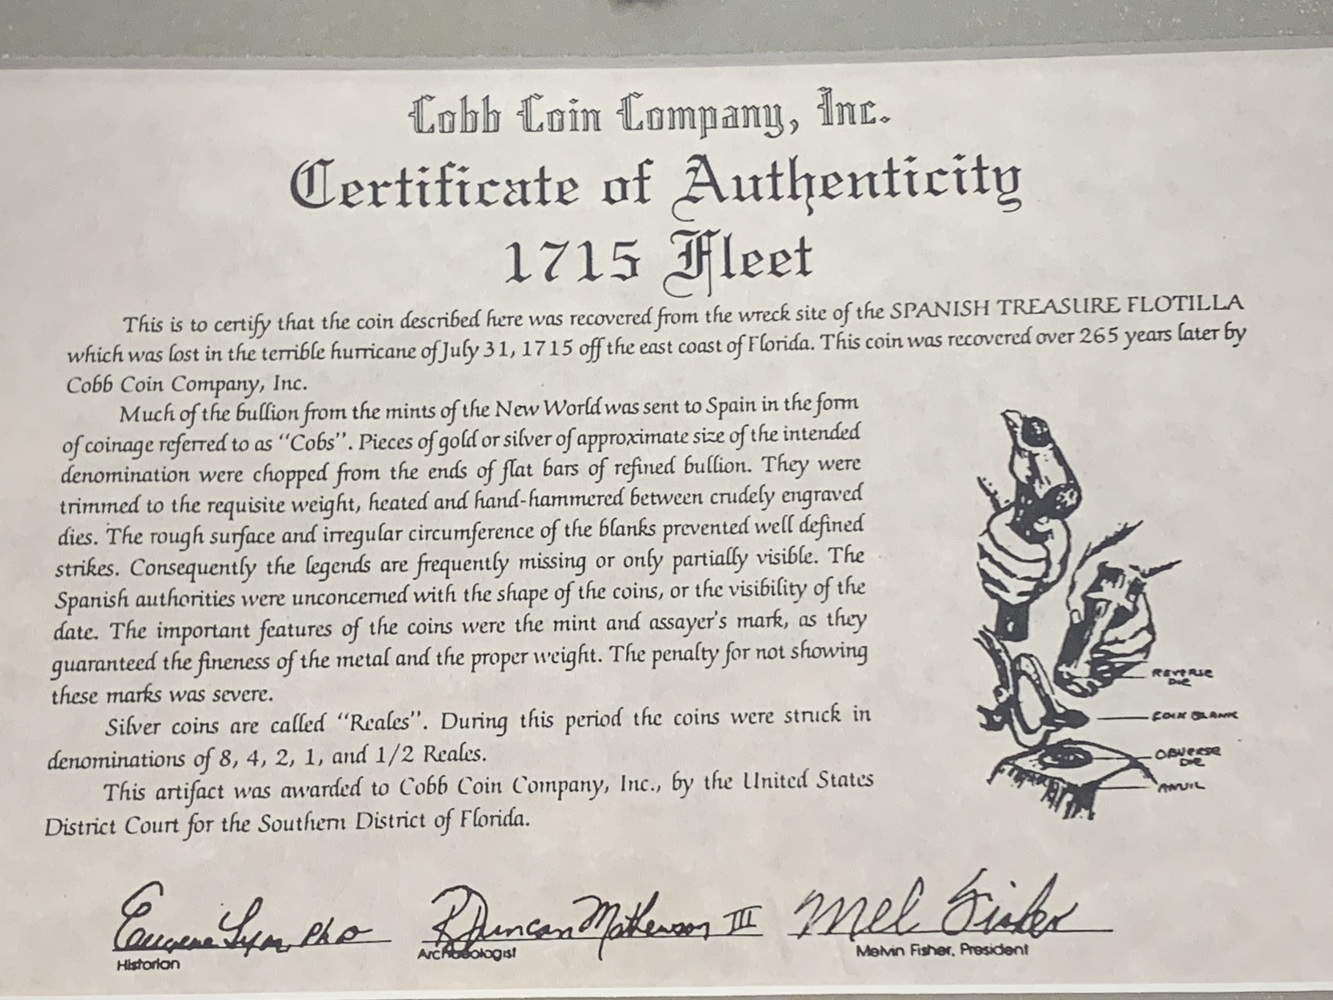 Cobb Coin Company, Inc.
Certificate of Authenticity
1715 Fleet
This is to certify that the coin described here was recovered from the wreck site of the SPANISH TREASURE FLOTILLA
which was lost in the terrible hurricane of July 31, 1715 off the east coast of Florida. This coin was recovered over 265 years later by
Cobb Coin Company, Inc.
Much of the bullion from the mints of the New World was sent to Spain in the form
of coinage referred to as "Cobs". Pieces of gold or silver of approximate size of the intended
denomination were chopped from the ends of flat bars of refined bullion. They were
trimmed to the requisite weight, heated and hand-hammered between crudely engraved
dies. The rough surface and irregular circumference of the blanks prevented well defined
strikes. Consequently the legends are frequently missing or only partially visible. The
Spanish authorities were unconcerned with the shape of the coins, or the visibility of the
date. The important features of the coins were the mint and assayer's mark, as they
guaranteed the fineness of the metal and the proper weight. The penalty for not showing
these marks was severe.
Silver coins are called "Reales". During this period the coins were struck in
denominations of 8, 4, 2, 1, and 1/2 Reales.
This artifact was awarded to Cobb Coin Company, Inc., by the United States
District Court for the Southern District of Florida.
REVERSE
DIE
COIN BLANK
OBVERSE
DIE
ANVIL
Eugene Lyon, PhD
Historian
R Duncan Mathewson III
Archaeologist
Mel Fisher
Melvin Fisher, President